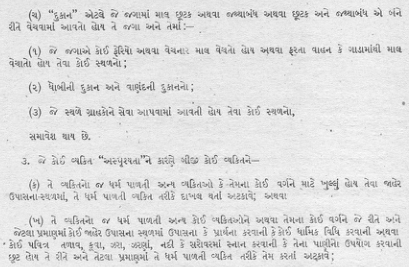 (ચ) "દુકાન" એટલે જે જગામાં માલ છૂટક અથવા જથ્થાબંધ અથવા છૂટક અને જથ્થાબંધ એ બંને
રીતે વેચવામાં આવતો હોય તે જગા અને તેમાં:—
(૧) જે જગાએ કોઈ ફેરિયા અથવા વેચનાર માલ વેચતો હોય અથવા ફરતા વાહન કે ગાડામાંથી માલ
વેચાતો હોય તેવા કોઈ સ્થળનો;
(૨) ધોબીની દુકાન અને વાણંદની દુકાનનો;
(૩) જે સ્થળે ગ્રાહકોને સેવા આપવામાં આવતી હોય તેવા કોઈ સ્થળનો,
સમાવેશ થાય છે.
૩. જે કોઈ વ્યકિત "અસ્પૃશ્યતા"ને કારણે બીજી કોઈ વ્યકિતને—
(ક) તે વ્યકિતનો જ ધર્મ પાળતી અન્ય વ્યકિતઓ કે તેમના કોઈ વર્ગને માટે ખુલ્લું હોય તેવા જાહેર
ઉપાસનાસ્થળમાં, તે ધર્મ પાળતી વ્યકિત તરીકે દાખલ થતાં અટકાવે; અથવા
(ખ) તે વ્યકિતનો જ ધર્મ પાળતી અન્ય કોઈ વ્યકિતઓને અથવા તેમના કોઈ વર્ગને જે રીતે અને
જેટલા પ્રમાણમાં કોઈ જાહેર ઉપાસના સ્થળમાં ઉપાસના કે પ્રાર્થના કરવાની કે કોઈ ધાર્મિક વિધિ કરવાની અથવા
કોઈ પવિત્ર તળાવ, કૂવા, ઝરા, ઝરણાં, નદી કે સરોવરમાં સ્નાન કરવાની કે તેના પાણીનો ઉપયોગ કરવાની
છૂટ હોય તે રીતે અને તેટલા પ્રમાણમાં તે ધર્મ પાળતી વ્યકિત તરીકે તેમ કરતાં અટકાવે;